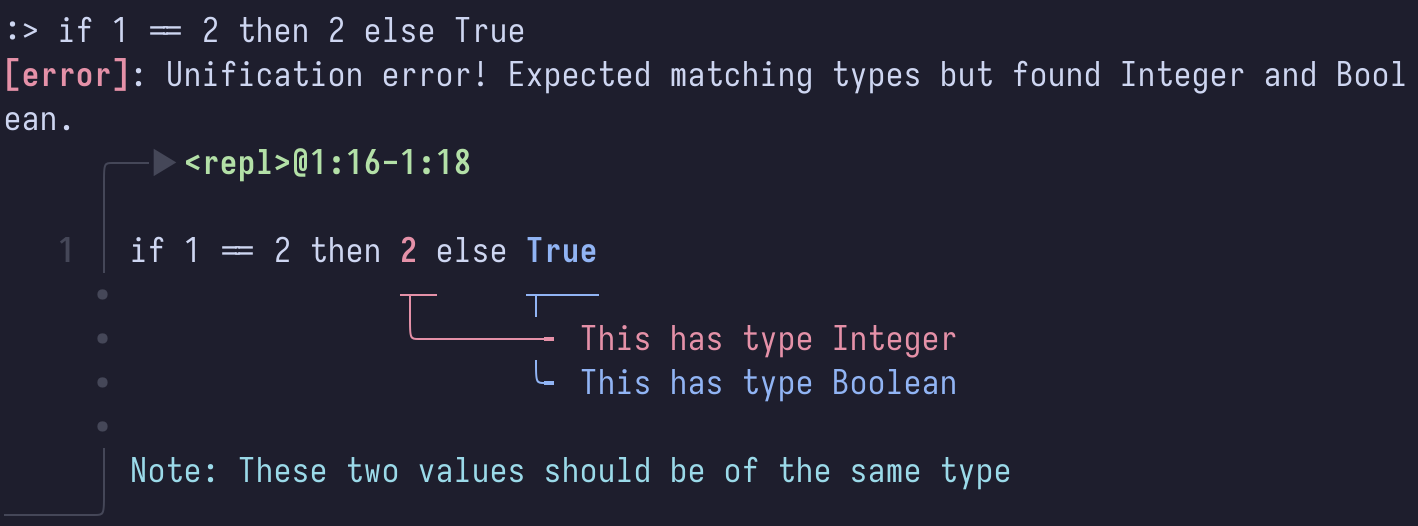 :> if 1 == 2 then 2 else True
[error]: Unification error! Expected matching types but found Integer and Bool
ean.
<repl>@1:16-1:18
1 if 1 == 2 then 2 else True
This has type Integer
This has type Boolean
Note: These two values should be of the same type